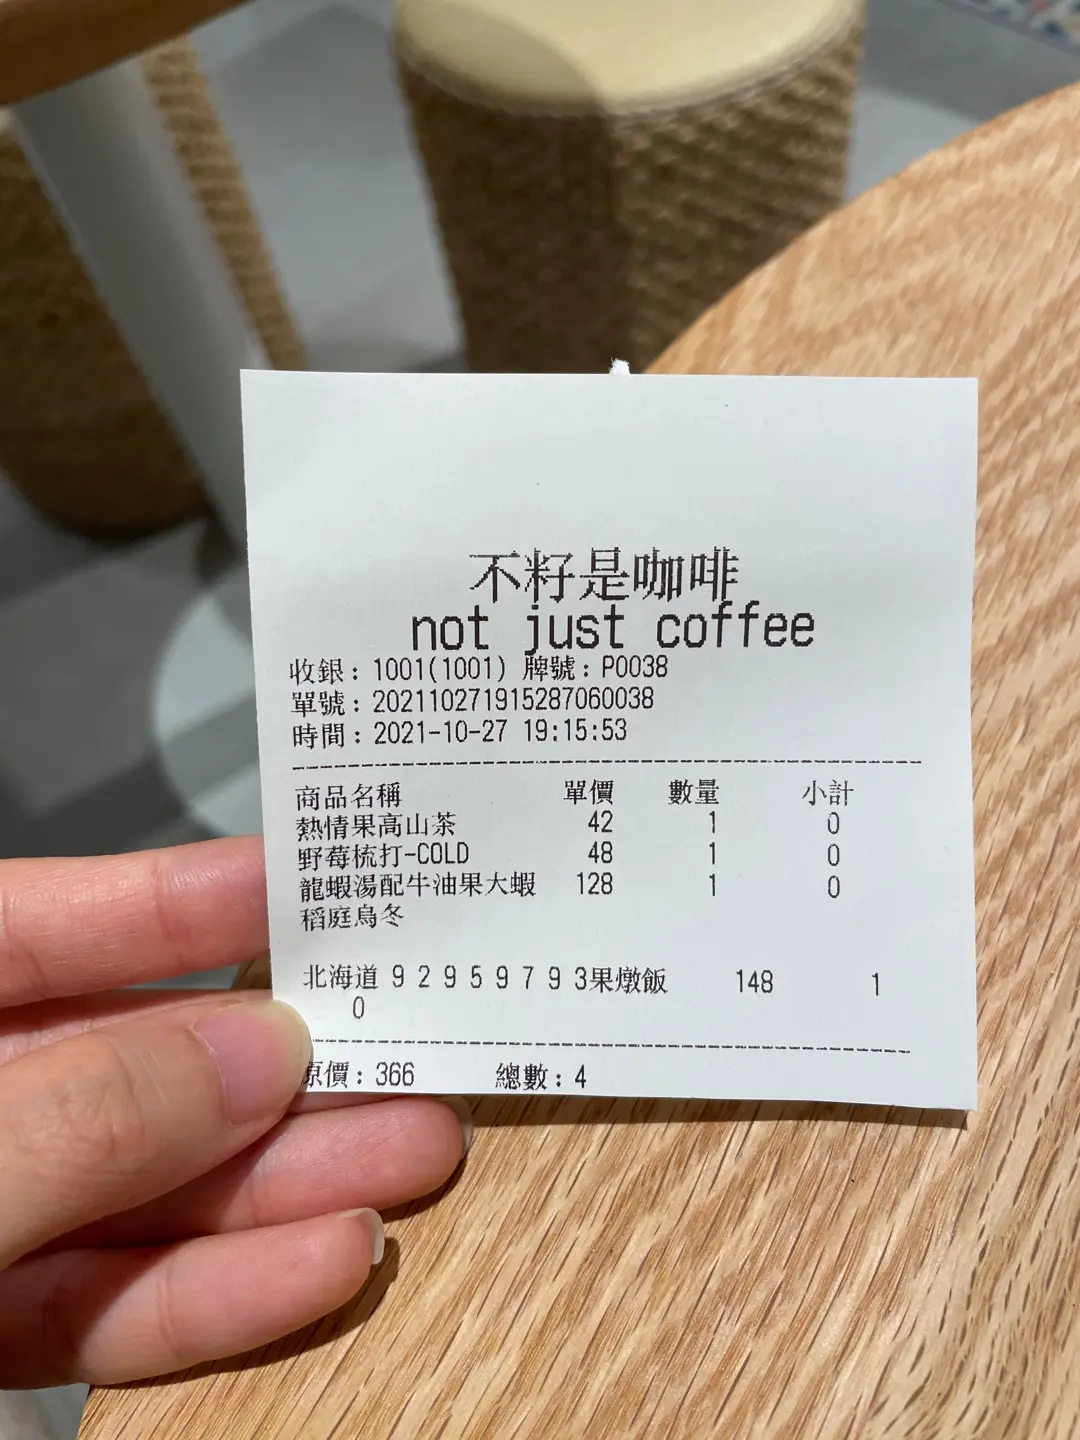 不籽是咖啡
not just coffee
收銀：1001(1001) 牌號：P0038
單號：202110271915287060038
時間：2021-10-27 19:15:53
商品名稱 單價 數量 小計
熱情果高山茶 42 1 0
野莓梳打-COLD 48 1 0
龍蝦湯配牛油果大蝦 128 1 0
稻庭烏冬
北海道 9 2 9 5 9 7 9 3果燉飯 148 1
0
原價：366 總數：4